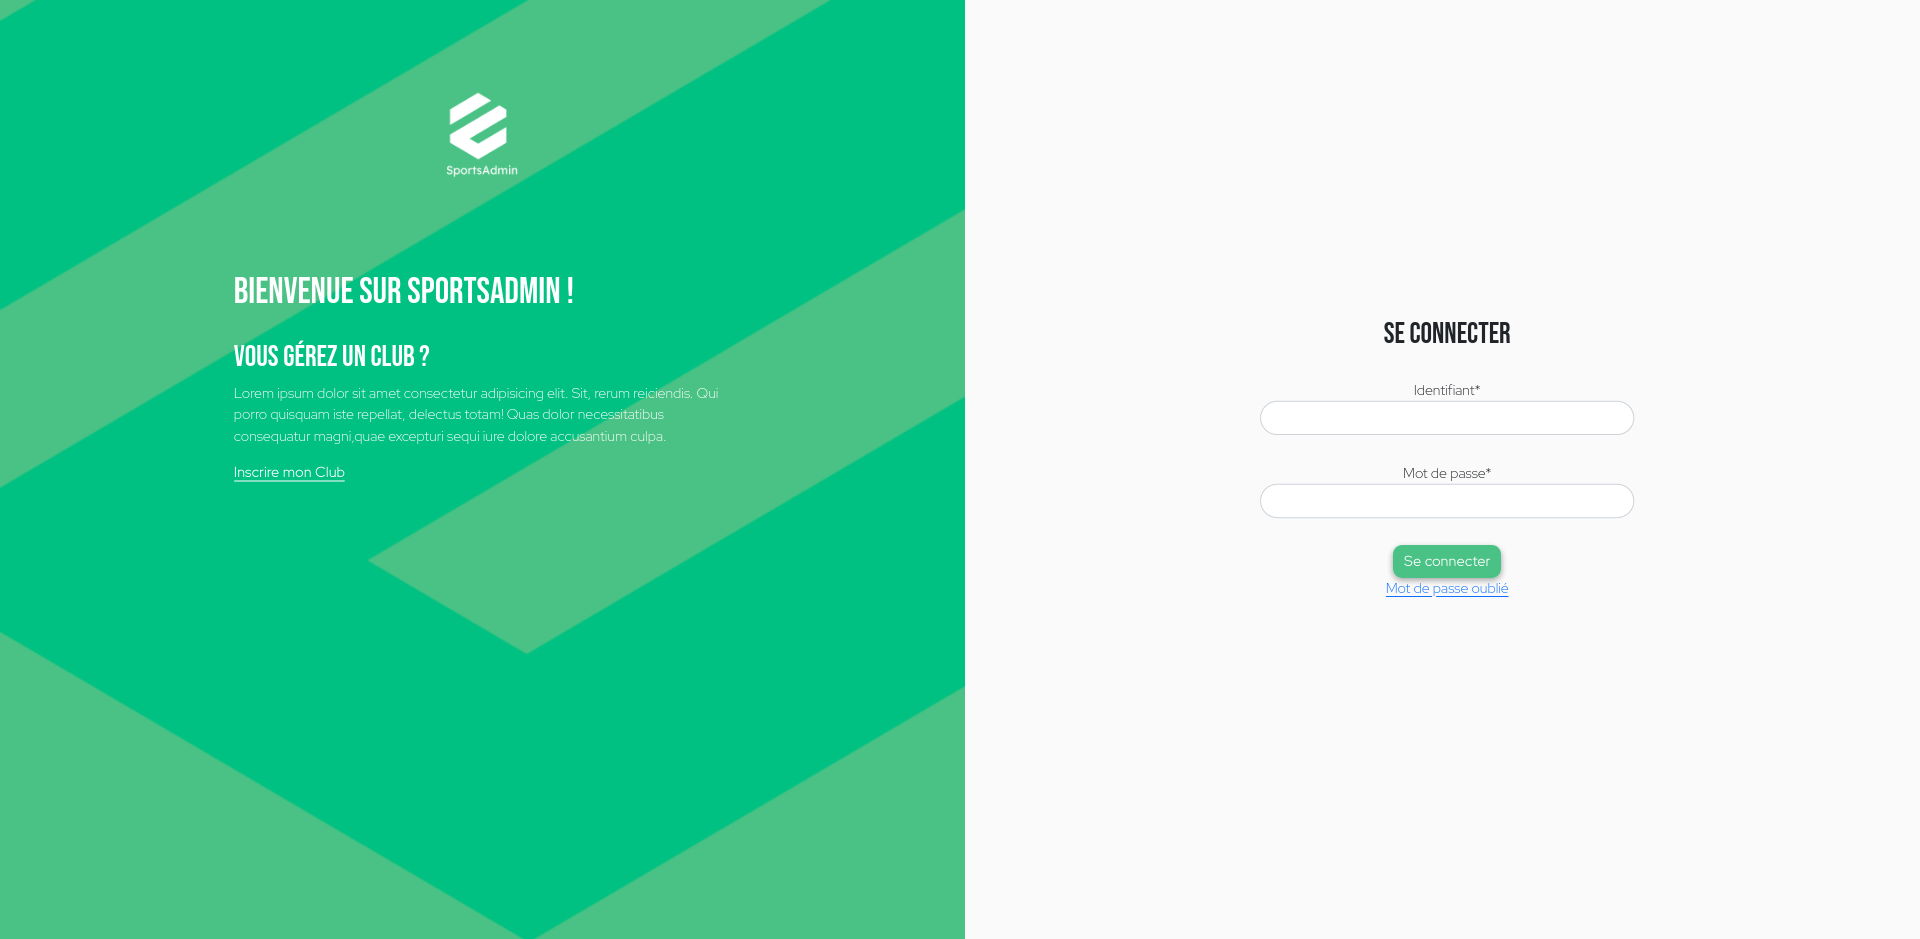 SportsAdmin
BIENVENUE SUR SPORTSADMIN !
VOUS GÉREZ UN CLUB ?
Lorem ipsum dolor sit amet consectetur adipisicing elit. Sit, rerum reiciendis. Qui
porro quisquam iste repellat, delectus totam! Quas dolor necessitatibus
consequatur magni,quae excepturi sequi iure dolore accusantium culpa.
Inscrire mon Club
SE CONNECTER
Identifiant*
Mot de passe*
Se connecter
Mot de passe oublié